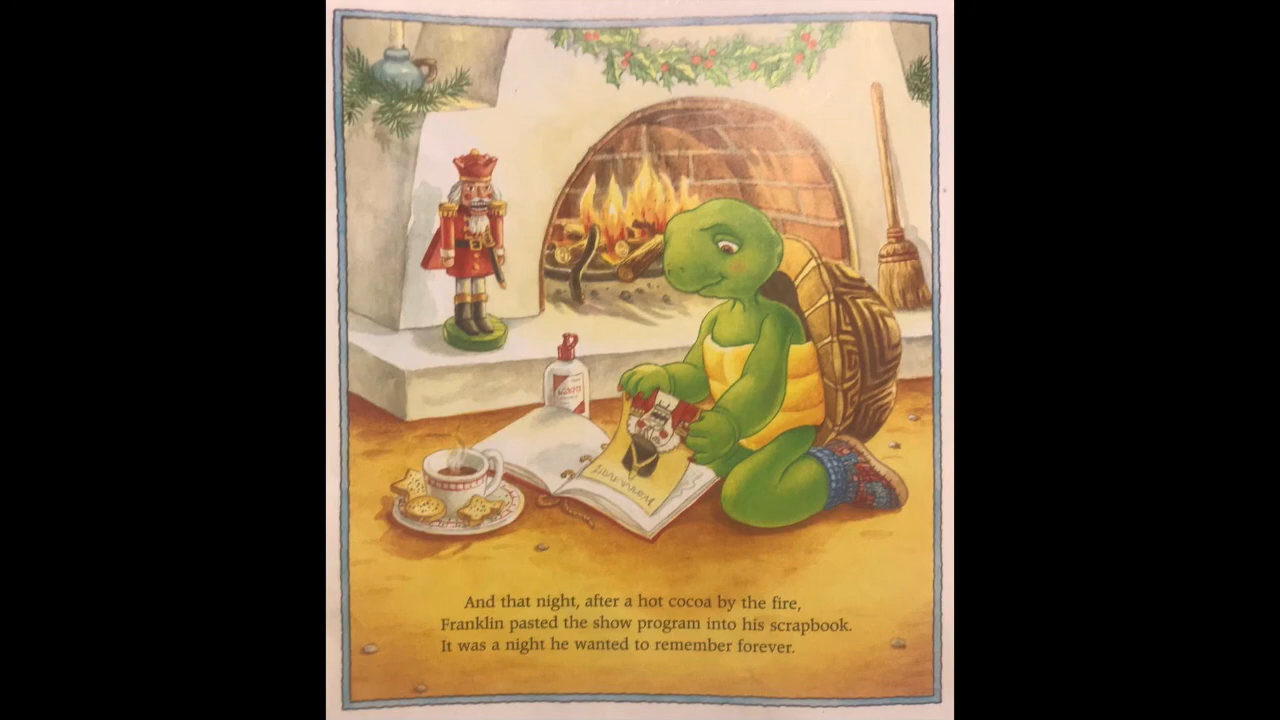 And that night, after a hot cocoa by the fire,
Franklin pasted the show program into his scrapbook.
It was a night he wanted to remember forever.